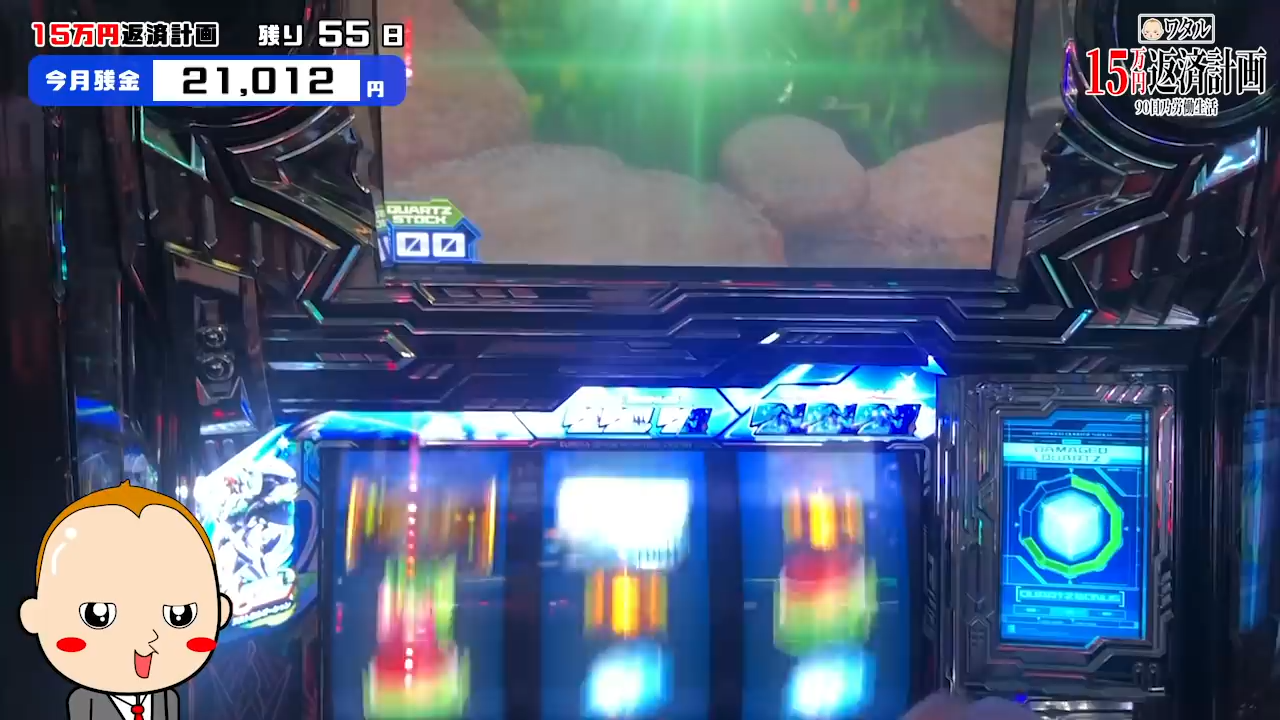 15万円返済計画 残り 55 日
今月残金 21,012 円
ワタル
15万円返済計画
90日乃労働生活
QUARTZ
STOCK
00
DAMAGED
QUARTZ
QUARTZ BONUS